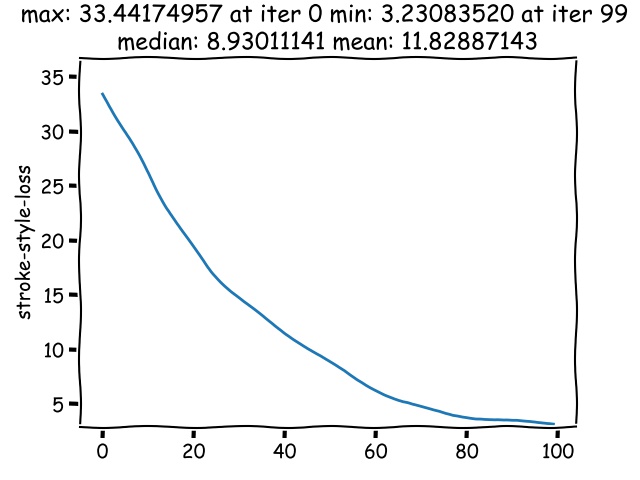 max: 33.44174957 at iter 0 min: 3.23083520 at iter 99
median: 8.93011141 mean: 11.82887143
35
30
25
20
15
10
5
stroke-style-loss
0 20 40 60 80 100